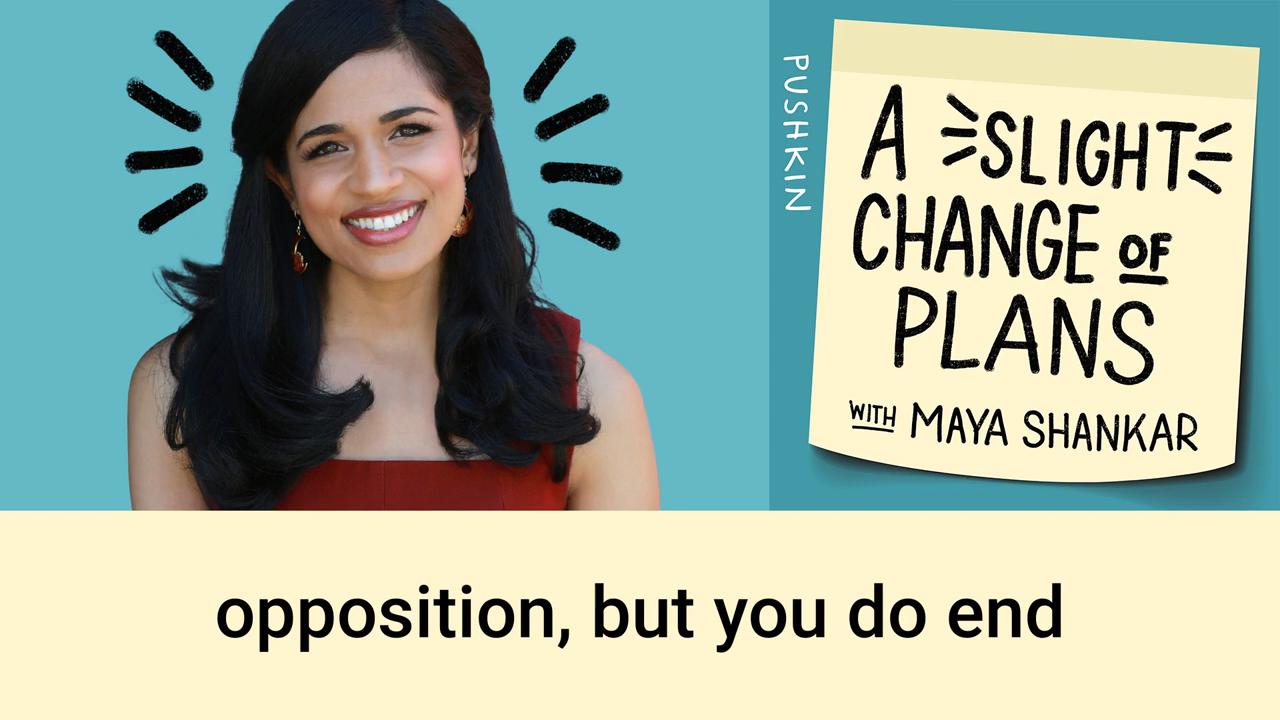 PUSHKIN
A SLIGHT
CHANGE OF
PLANS
WITH MAYA SHANKAR
opposition, but you do end